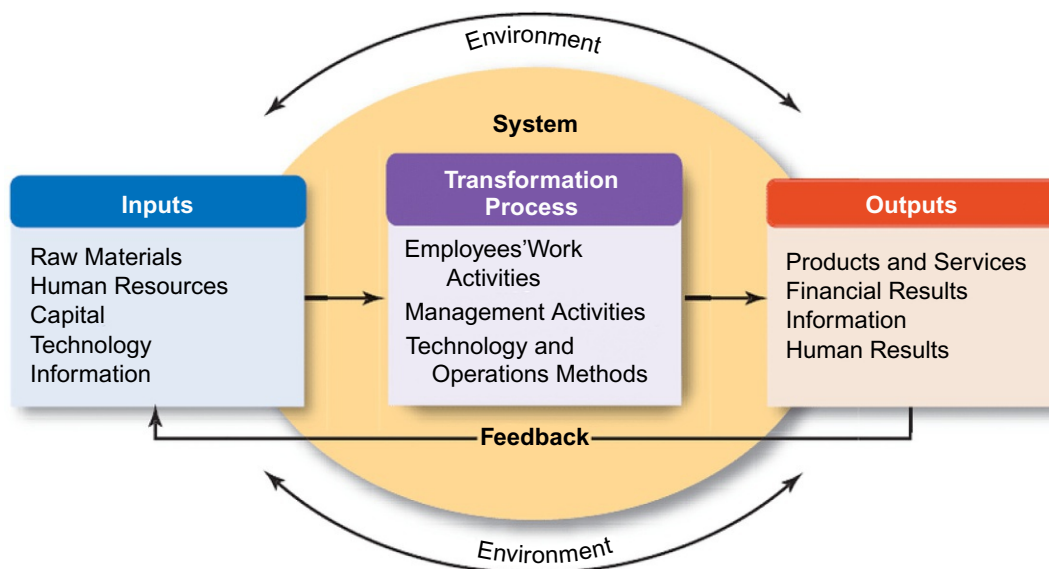 Environment
System
Inputs
Raw Materials
Human Resources
Capital
Technology
Information
Transformation
Process
Employees'Work
Activities
Management Activities
Technology and
Operations Methods
Outputs
Products and Services
Financial Results
Information
Human Results
Feedback
Environment